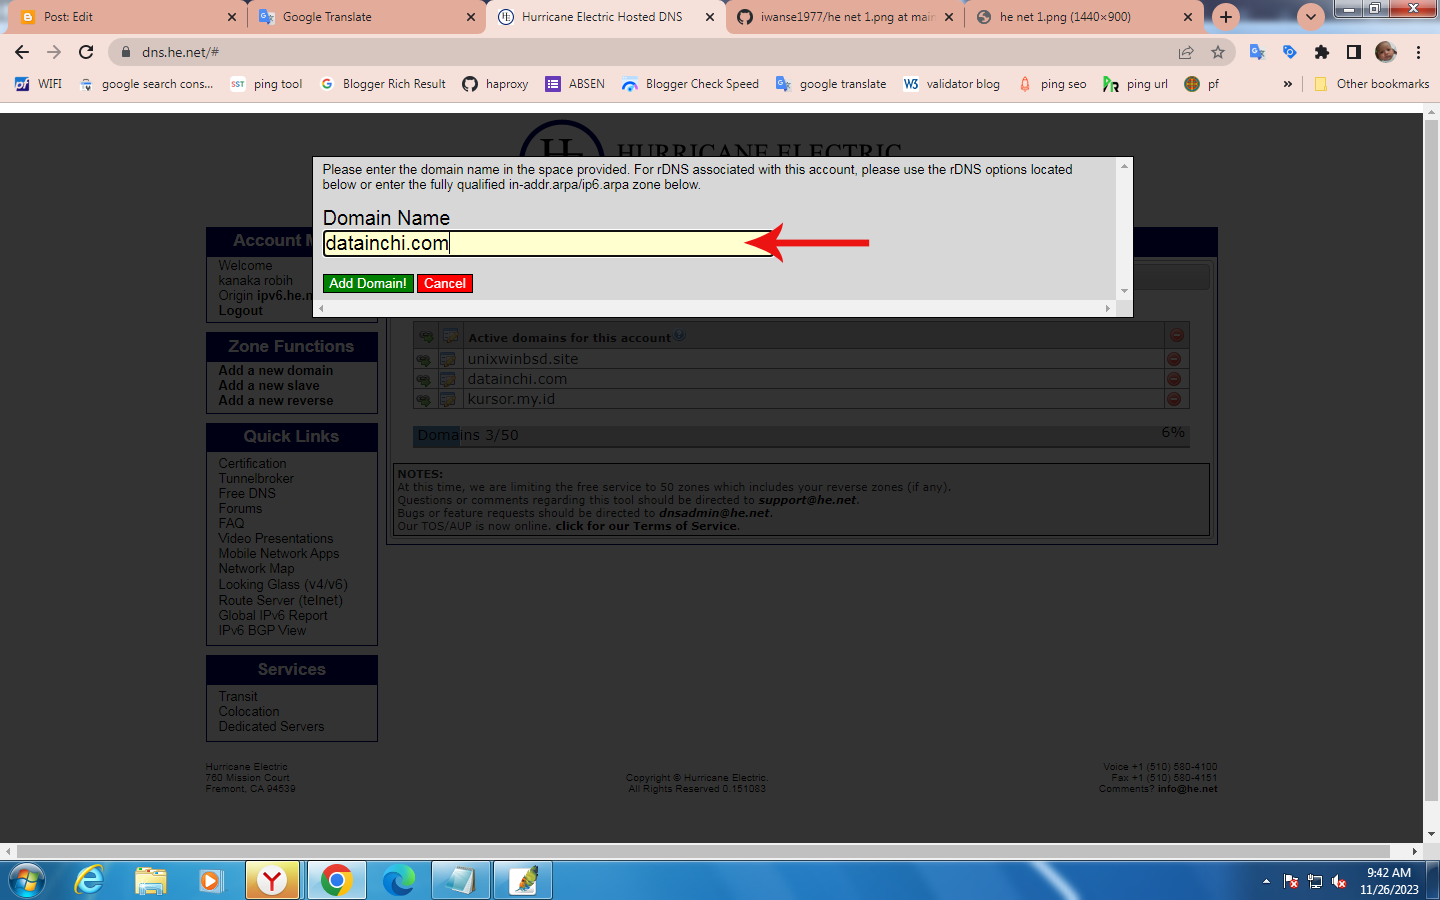 Post: Edit
Google Translate
Hurricane Electric Hosted DNS
iwanse1977/he net 1.png at main
he net 1.png (1440×900)
dns.he.net/#
WIFI
google search cons...
SST ping tool
Blogger Rich Result
haproxy
ABSEN
Blogger Check Speed
google translate
W3 validator blog
ping seo
ping url
pf
»
Other bookmarks
HURRICANE ELECTRIC
Please enter the domain name in the space provided. For rDNS associated with this account, please use the rDNS options located
below or enter the fully qualified in-addr.arpa/ip6.arpa zone below.
Domain Name
datainchi.com
Add Domain! Cancel
Account
Welcome
kanaka robih
Origin ipv6.he.n
Logout
Zone Functions
Add a new domain
Add a new slave
Add a new reverse
Quick Links
Certification
Tunnelbroker
Free DNS
Forums
FAQ
Video Presentations
Mobile Network Apps
Network Map
Looking Glass (v4/v6)
Route Server (telnet)
Global IPv6 Report
IPv6 BGP View
Services
Transit
Colocation
Dedicated Servers
Active domains for this account
unixwinbsd.site
datainchi.com
kursor.my.id
Domains 3/50 6%
NOTES:
At this time, we are limiting the free service to 50 zones which includes your reverse zones (if any).
Questions or comments regarding this tool should be directed to support@he.net.
Bugs or feature requests should be directed to dnsadmin@he.net.
Our TOS/AUP is now online. click for our Terms of Service.
Hurricane Electric
760 Mission Court
Fremont, CA 94539
Copyright © Hurricane Electric.
All Rights Reserved 0.151083
Voice +1 (510) 580-4100
Fax +1 (510) 580-4151
Comments? info@he.net
9:42 AM
11/26/2023